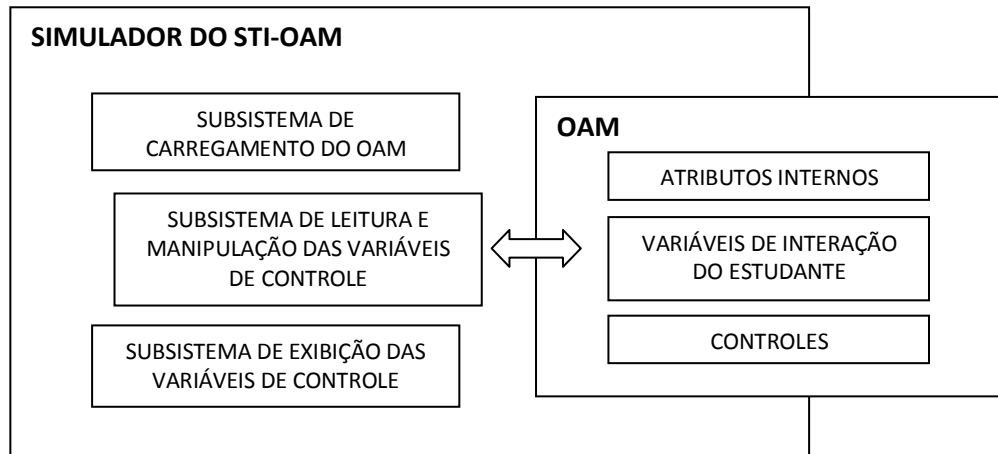 SIMULADOR DO STI-OAM
SUBSISTEMA DE
CARREGAMENTO DO OAM
SUBSISTEMA DE LEITURA E
MANIPULAÇÃO DAS VARIÁVEIS
DE CONTROLE
SUBSISTEMA DE EXIBIÇÃO DAS
VARIÁVEIS DE CONTROLE
OAM
ATRIBUTOS INTERNOS
VARIÁVEIS DE INTERAÇÃO
DO ESTUDANTE
CONTROLES